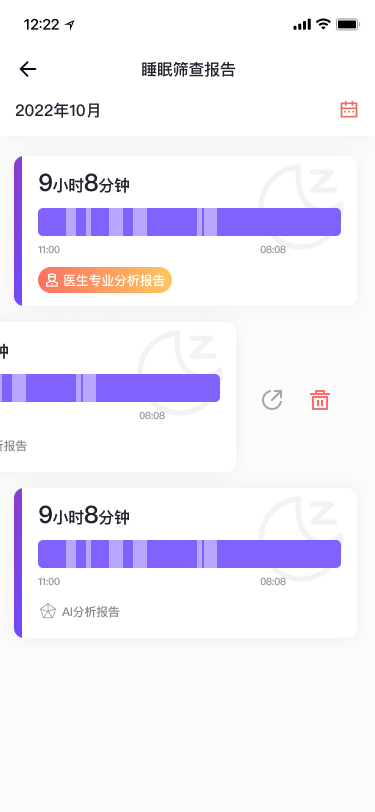 12:22
睡眠筛查报告
2022年10月
9小时8分钟
11:00 08:08
医生专业分析报告
钟
08:08
析报告
9小时8分钟
11:00 08:08
AI分析报告